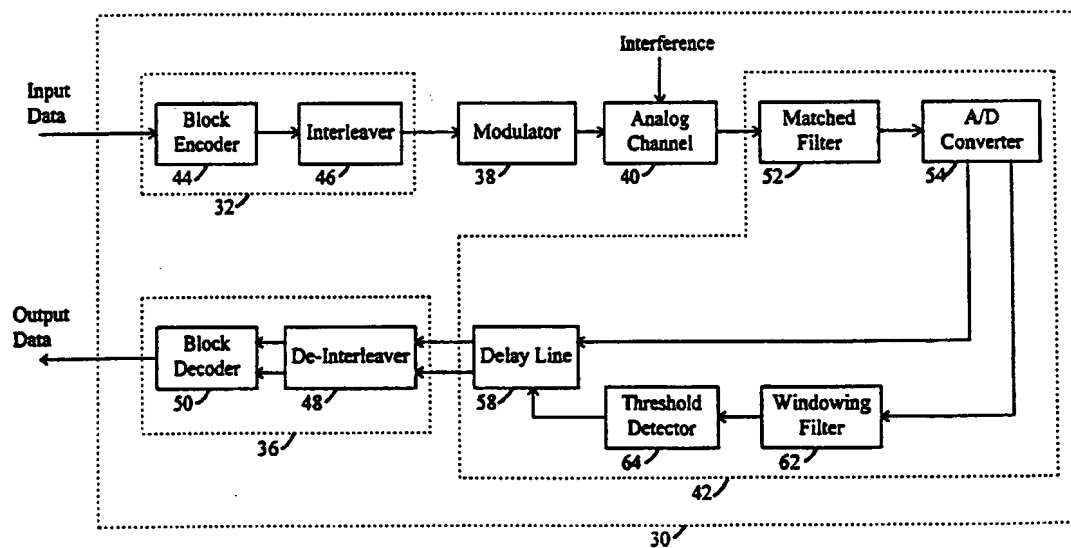 Interference
Input
Data
Block
Encoder
44
Interleaver
46
32
Modulator
38
Analog
Channel
40
Matched
Filter
52
A/D
Converter
54
Output
Data
Block
Decoder
50
De-Interleaver
48
36
Delay Line
58
Threshold
Detector
64
Windowing
Filter
62
42
30